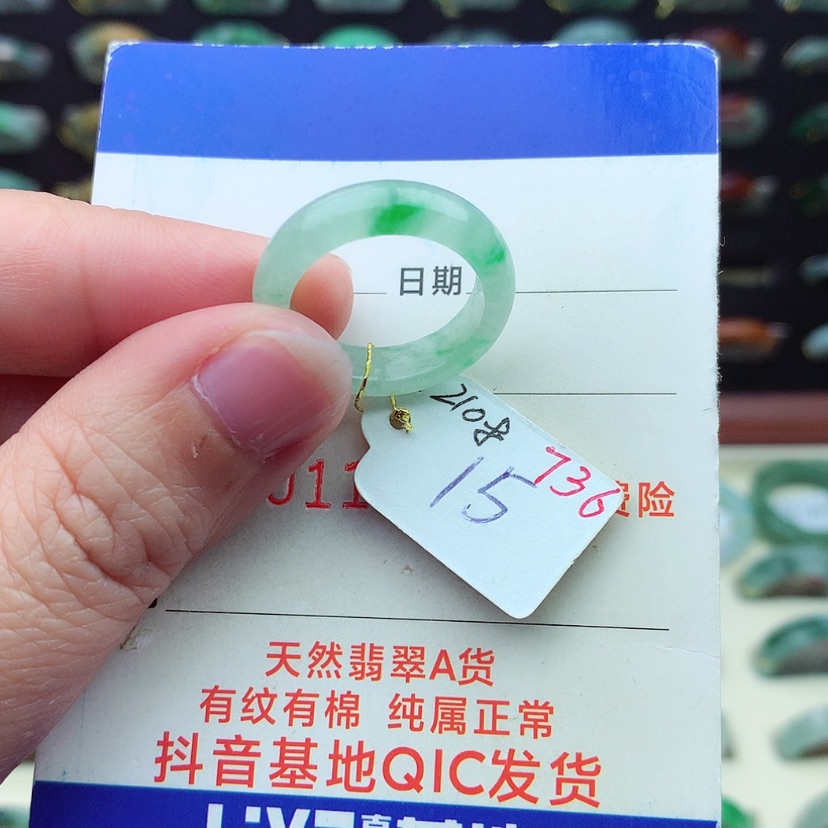 日期
2108
736
15
J11
险
天然翡翠A货
有纹有棉 纯属正常
抖音基地QIC发货